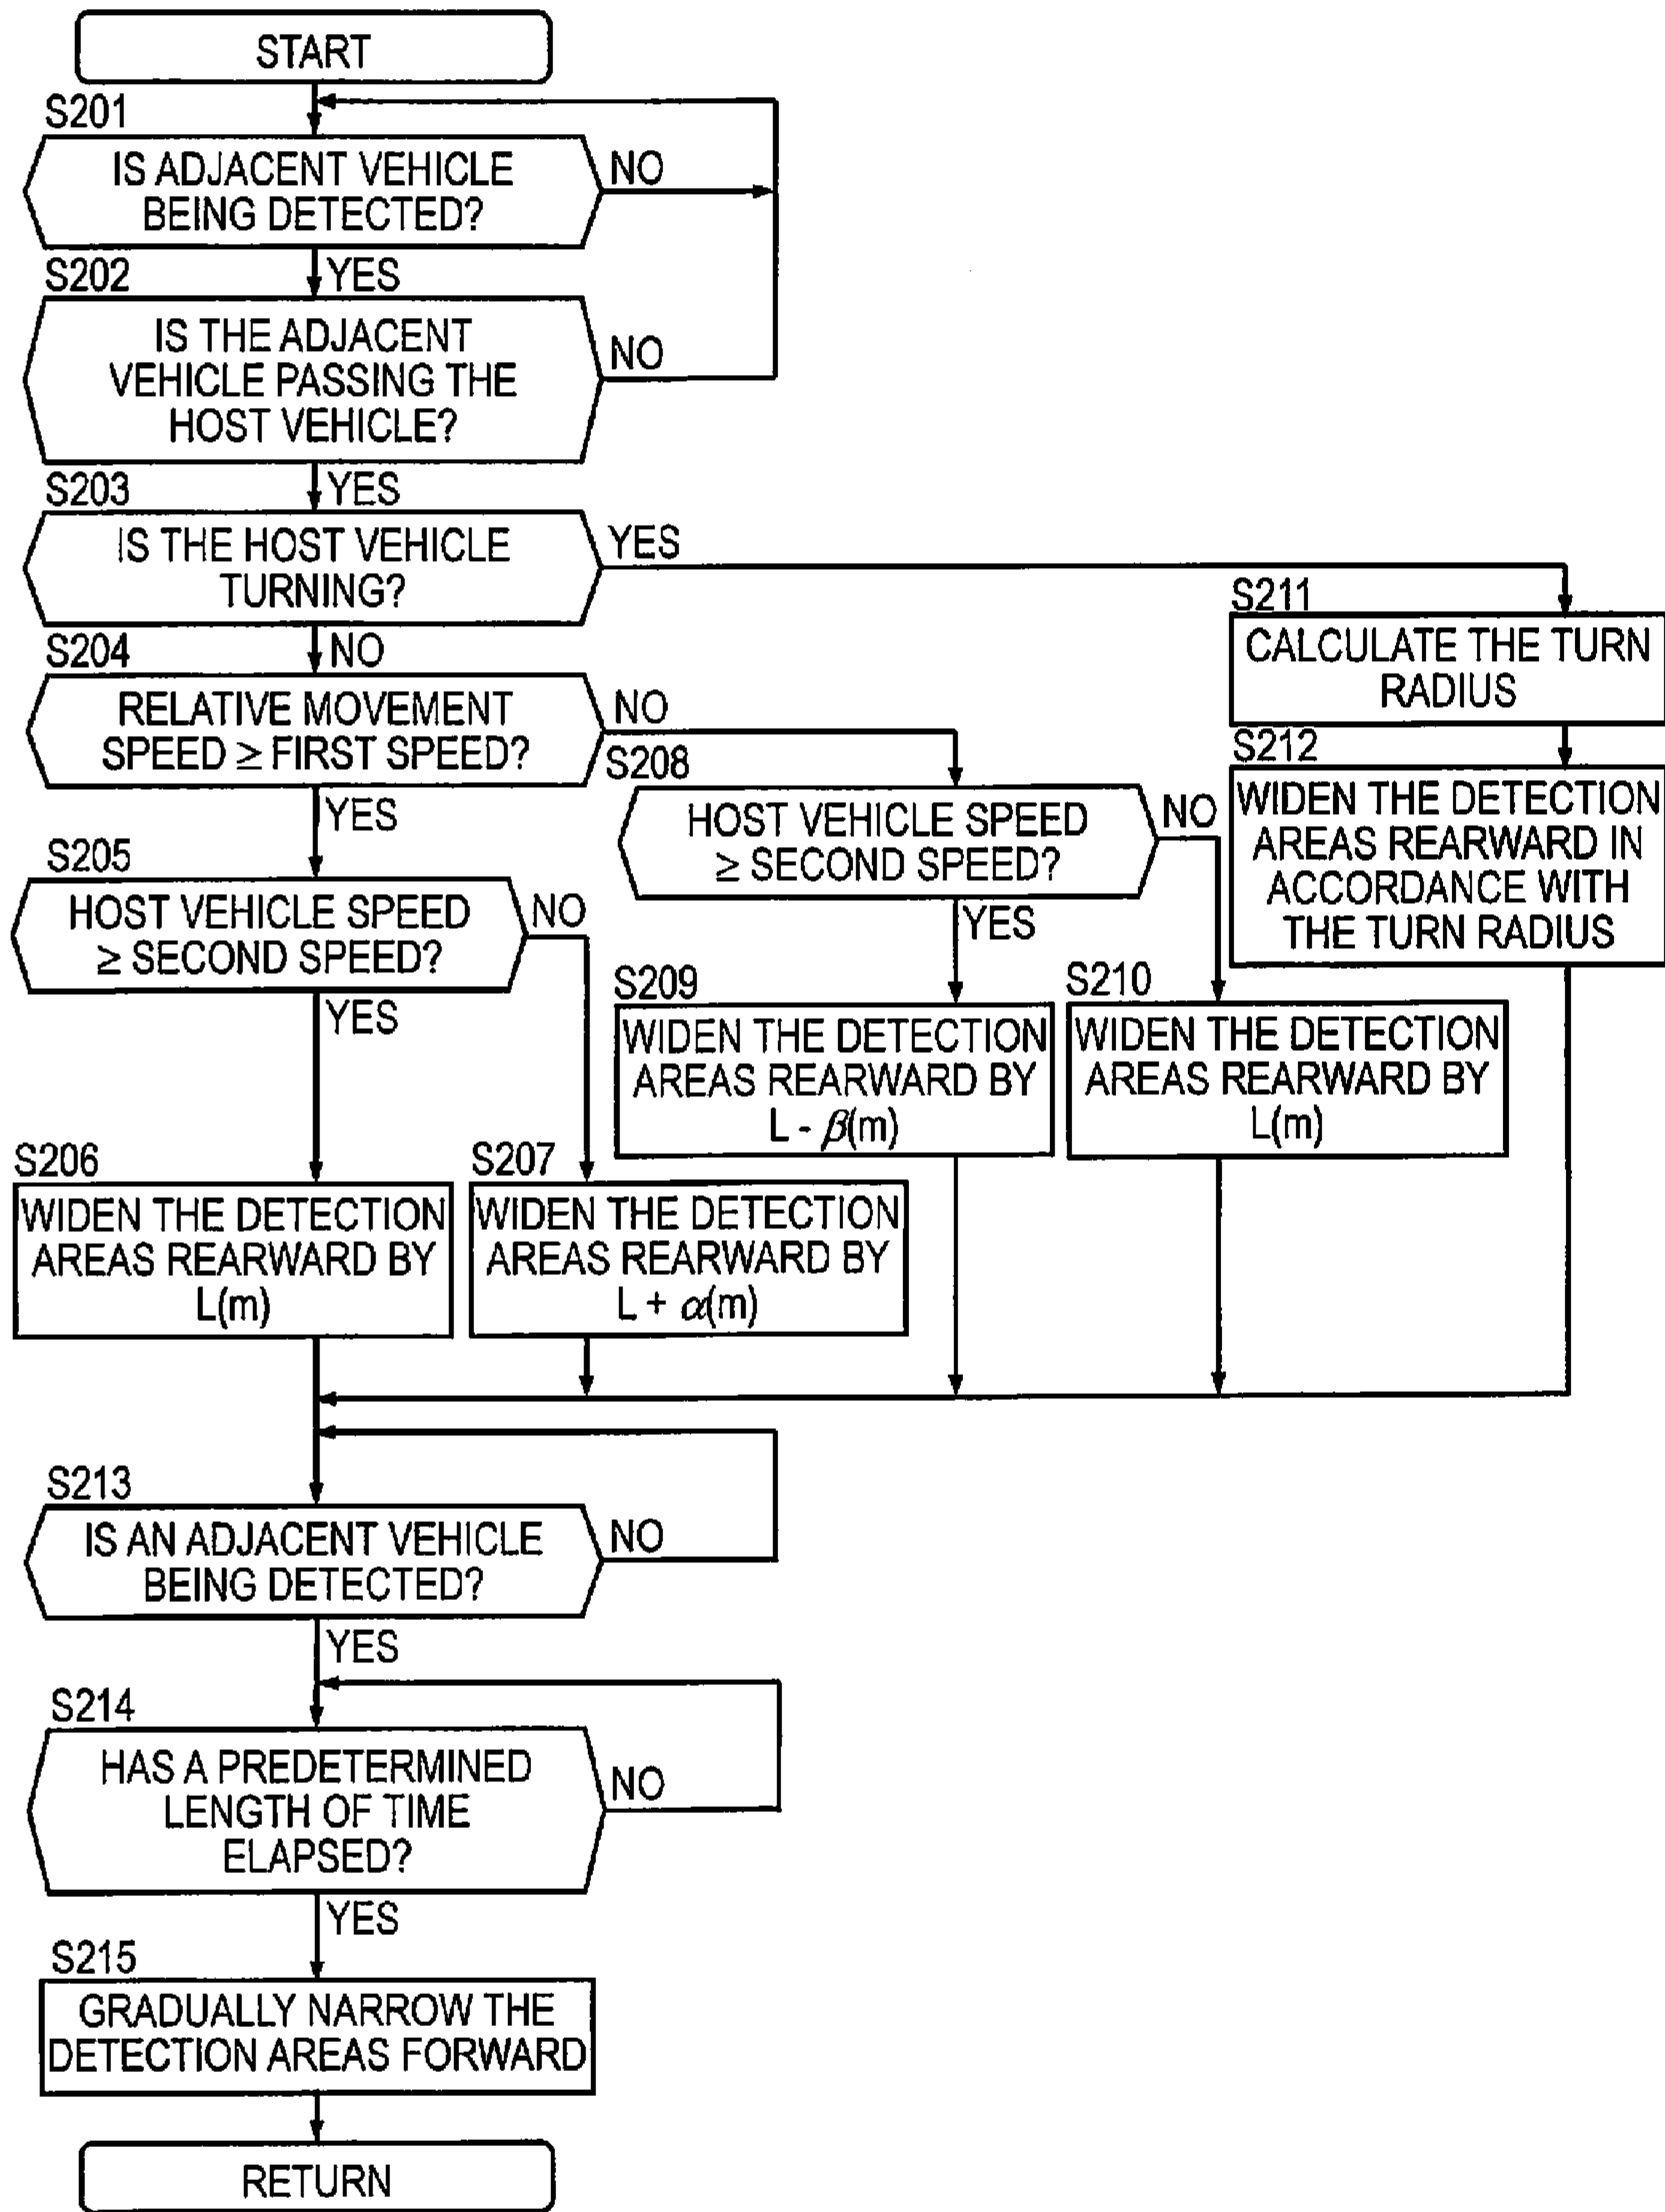 START
S201
IS ADJACENT VEHICLE
BEING DETECTED?
NO
YES
S202
IS THE ADJACENT
VEHICLE PASSING THE
HOST VEHICLE?
NO
YES
S203
IS THE HOST VEHICLE
TURNING?
YES
NO
S204
RELATIVE MOVEMENT
SPEED ≥ FIRST SPEED?
NO
YES
S205
HOST VEHICLE SPEED
≥ SECOND SPEED?
NO
YES
S206
WIDEN THE DETECTION
AREAS REARWARD BY
L(m)
S207
WIDEN THE DETECTION
AREAS REARWARD BY
L + α(m)
S208
HOST VEHICLE SPEED
≥ SECOND SPEED?
NO
YES
S209
WIDEN THE DETECTION
AREAS REARWARD BY
L - β(m)
S210
WIDEN THE DETECTION
AREAS REARWARD BY
L(m)
S211
CALCULATE THE TURN
RADIUS
S212
WIDEN THE DETECTION
AREAS REARWARD IN
ACCORDANCE WITH
THE TURN RADIUS
S213
IS AN ADJACENT VEHICLE
BEING DETECTED?
NO
YES
S214
HAS A PREDETERMINED
LENGTH OF TIME
ELAPSED?
NO
YES
S215
GRADUALLY NARROW THE
DETECTION AREAS FORWARD
RETURN